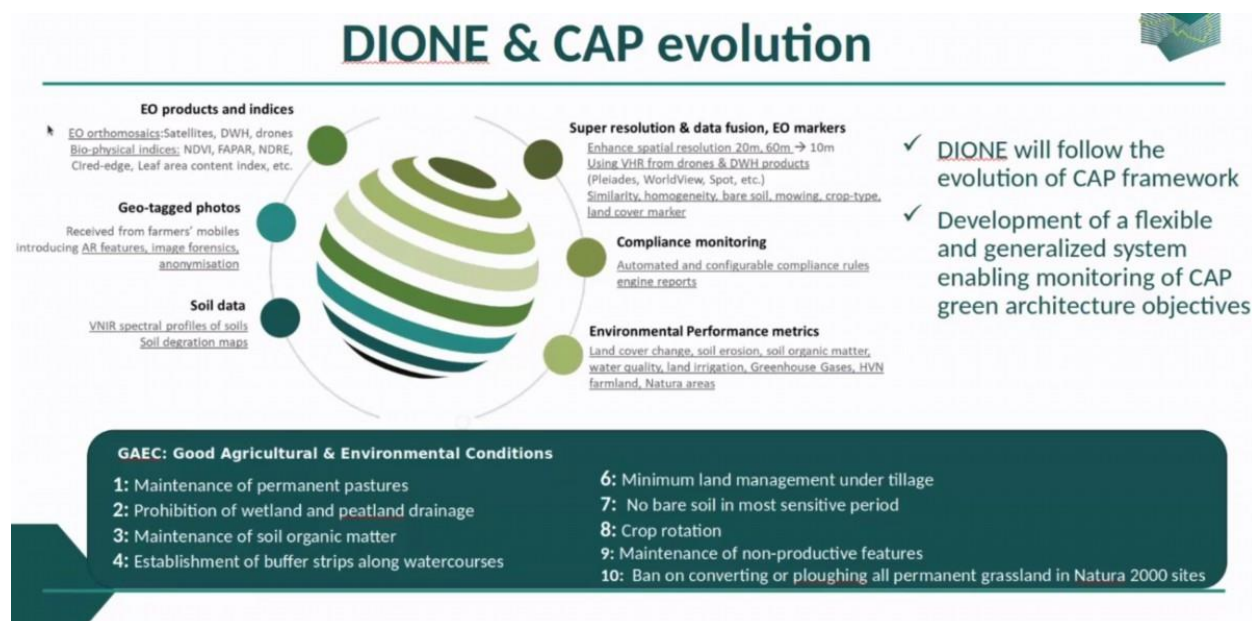 DIONE & CAP evolution
EO products and indices
EO orthomosaics:Satellites, DWH, drones
Bio-physical indices: NDVI, FAPAR, NDRE,
CIred-edge, Leaf area content index, etc.
Geo-tagged photos
Received from farmers' mobiles
introducing AR features, image forensics,
anonymisation
Soil data
VNIR spectral profiles of soils
Soil degration maps
Super resolution & data fusion, EO markers
Enhance spatial resolution 20m, 60m → 10m
Using VHR from drones & DWH products
(Pleiades, WorldView, Spot, etc.)
Similarity, homogeneity, bare soil, mowing, crop-type,
land cover marker
Compliance monitoring
Automated and configurable compliance rules
engine reports
Environmental Performance metrics
Land cover change, soil erosion, soil organic matter,
water quality, land irrigation, Greenhouse Gases, HVN
farmland, Natura areas
✓ DIONE will follow the
evolution of CAP framework
✓ Development of a flexible
and generalized system
enabling monitoring of CAP
green architecture objectives
GAEC: Good Agricultural & Environmental Conditions
1: Maintenance of permanent pastures
2: Prohibition of wetland and peatland drainage
3: Maintenance of soil organic matter
4: Establishment of buffer strips along watercourses
6: Minimum land management under tillage
7: No bare soil in most sensitive period
8: Crop rotation
9: Maintenance of non-productive features
10: Ban on converting or ploughing all permanent grassland in Natura 2000 sites